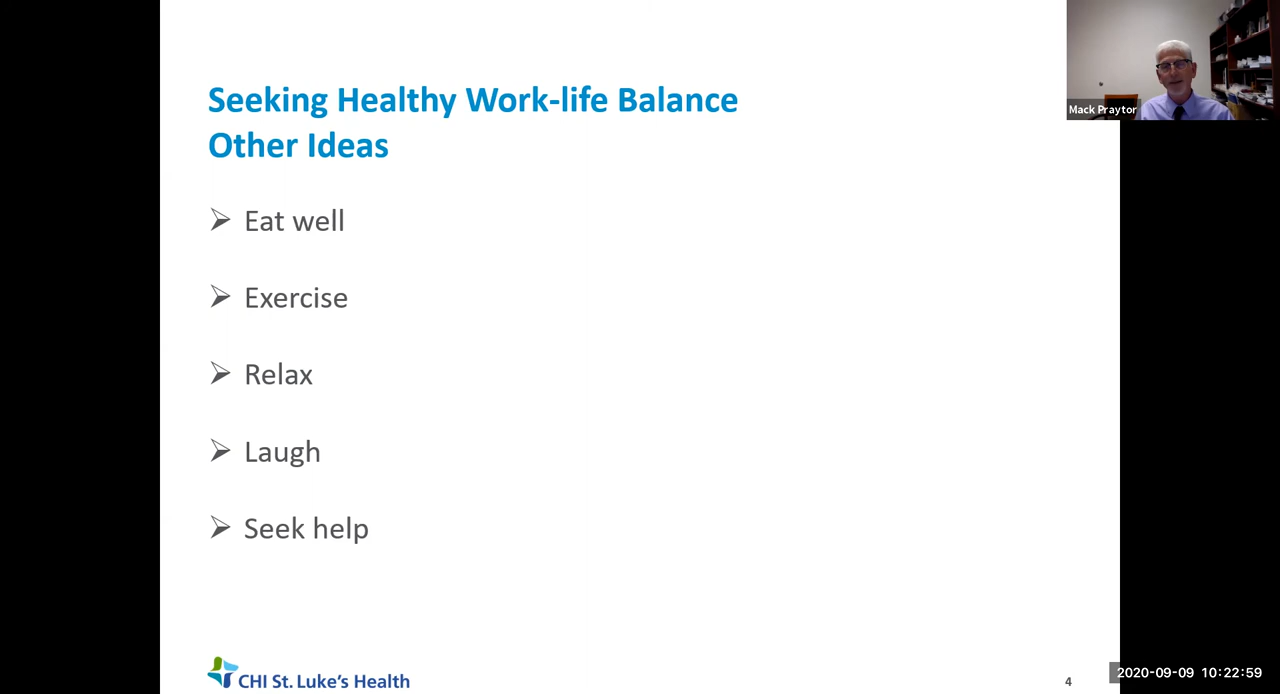 Mack Praytor
Seeking Healthy Work-life Balance
Other Ideas
➢ Eat well
➢ Exercise
➢ Relax
➢ Laugh
➢ Seek help
CHI St. Luke's Health
4
2020-09-09 10:22:59